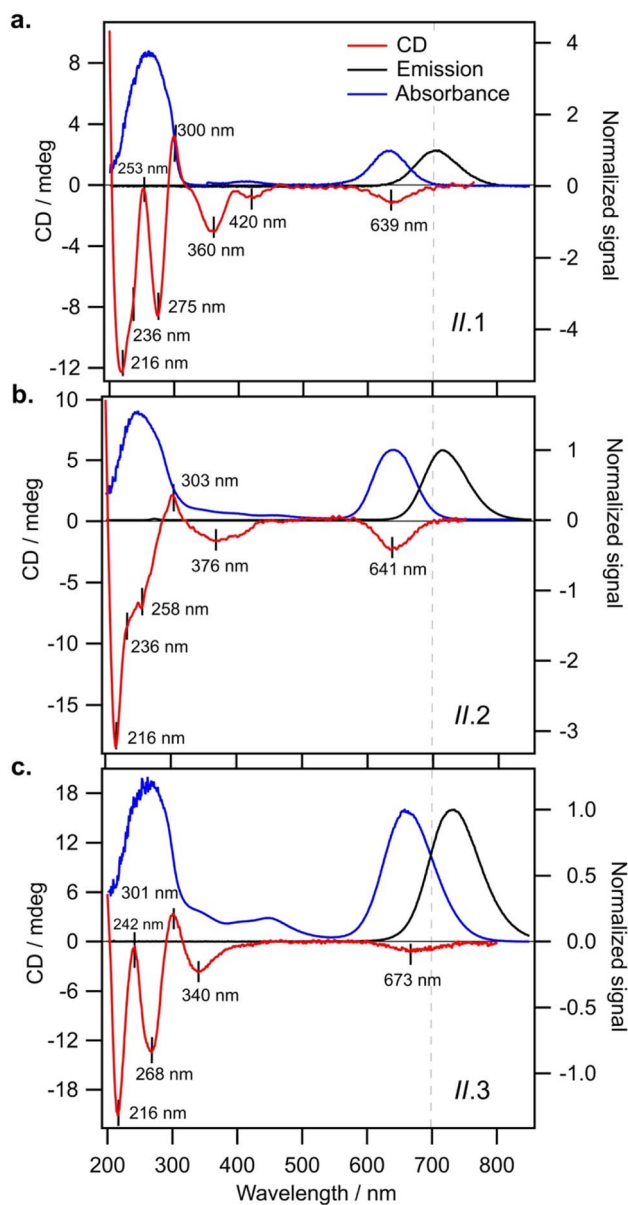 a.
CD
Emission
Absorbance
8
4
0
-4
-8
-12
CD / mdeg
4
2
0
-2
-4
Normalized signal
300 nm
253 nm
420 nm
360 nm
639 nm
275 nm
236 nm
216 nm
II.1
b.
10
5
0
-5
-10
-15
CD / mdeg
1
0
-1
-2
-3
Normalized signal
303 nm
376 nm
641 nm
258 nm
236 nm
216 nm
II.2
c.
18
12
6
0
-6
-12
-18
CD / mdeg
1.0
0.5
0.0
-0.5
-1.0
Normalized signal
301 nm
242 nm
340 nm
673 nm
268 nm
216 nm
II.3
200 300 400 500 600 700 800
Wavelength / nm